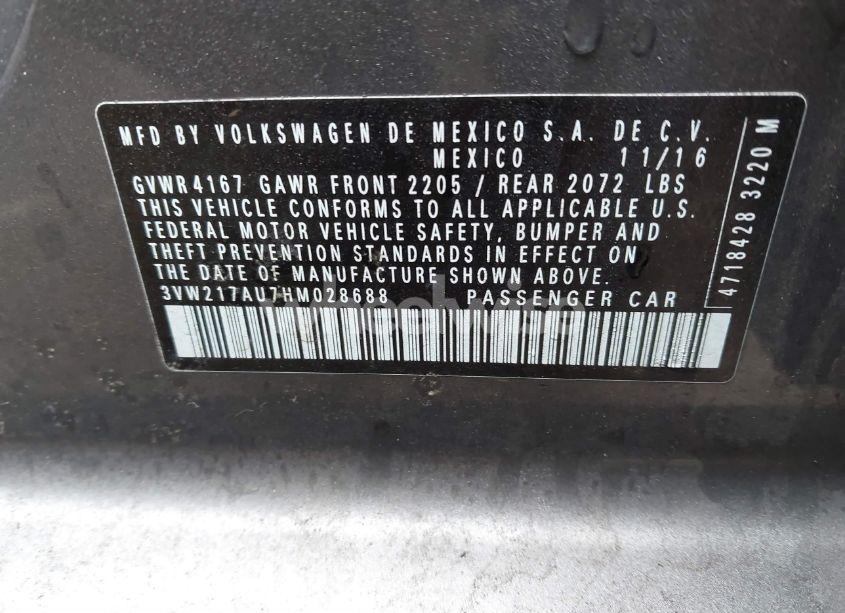 MFD BY VOLKSWAGEN DE MEXICO S.A. DE C.V.
MEXICO 11/16
GVWR 4167 GAWR FRONT 2205 / REAR 2072 LBS
THIS VEHICLE CONFORMS TO ALL APPLICABLE U.S.
FEDERAL MOTOR VEHICLE SAFETY, BUMPER AND
THEFT PREVENTION STANDARDS IN EFFECT ON
THE DATE OF MANUFACTURE SHOWN ABOVE.
3VW217AU7HM028688 PASSENGER CAR
4718428 3220 M
wheelwise